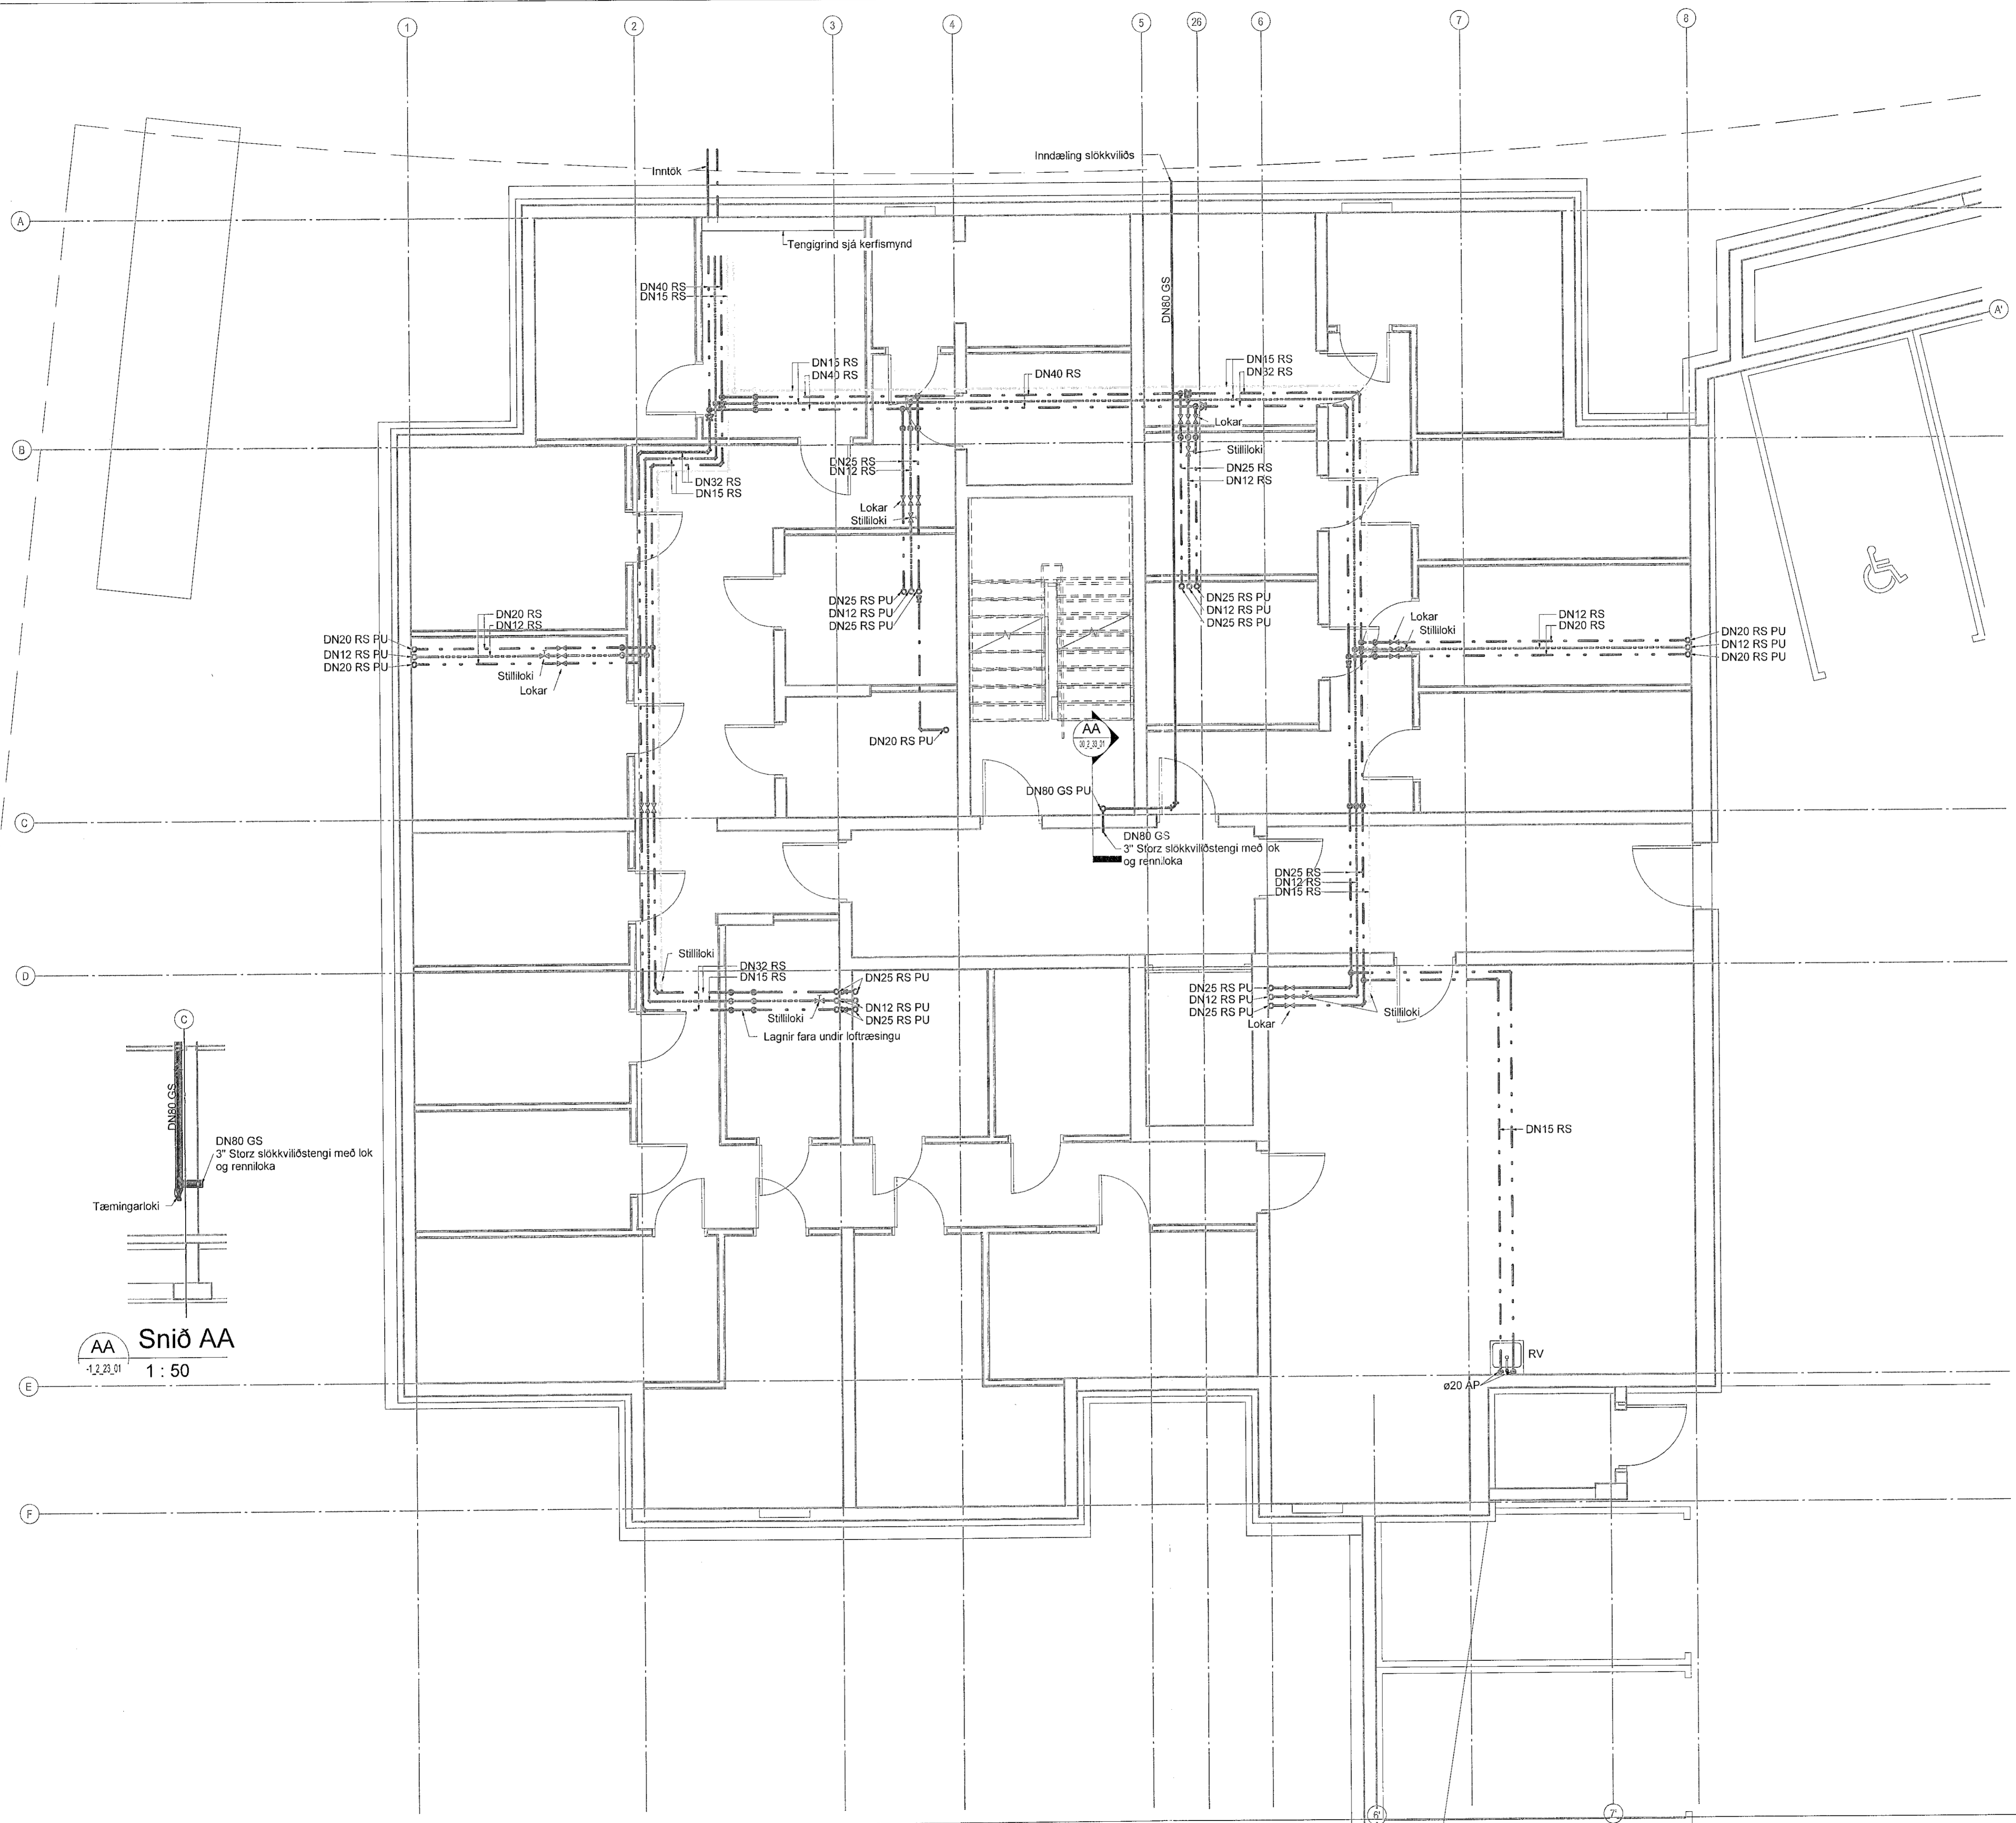 1
2
3
4
5
26
6
7
8
Inndæling slökkviliðs
Inntök
A
Tengigrind sjá kerfismynd
DN40 RS
DN15 RS
DN80 GS
A'
DN15 RS
DN40 RS
DN40 RS
DN15 RS
DN32 RS
Lokar
B
Stilliloki
DN25 RS
DN12 RS
DN25 RS
DN12 RS
DN32 RS
DN15 RS
Lokar
Stilliloki
DN25 RS PU
DN12 RS PU
DN25 RS PU
DN25 RS PU
DN12 RS PU
DN25 RS PU
DN20 RS
DN12 RS
DN20 RS PU
DN12 RS PU
DN20 RS PU
Stilliloki
Lokar
Lokar
Stilliloki
DN12 RS
DN20 RS
DN20 RS PU
DN12 RS PU
DN20 RS PU
AA
30_2_33_01
DN20 RS PU
DN80 GS PU
C
DN80 GS
3" Storz slökkviliðstengi með lok
og renniloka
DN25 RS
DN12 RS
DN15 RS
D
Stilliloki
DN32 RS
DN15 RS
DN25 RS PU
DN12 RS PU
DN25 RS PU
Stilliloki
Lagnir fara undir loftræsingu
DN25 RS PU
DN12 RS PU
DN25 RS PU
Lokar
Stilliloki
C
DN80 GS
DN80 GS
3" Storz slökkviliðstengi með lok
og renniloka
Tæmingarloki
DN15 RS
AA
-1_2_23_01
Snið AA
1 : 50
RV
ø20 AP
E
F
6'
7'